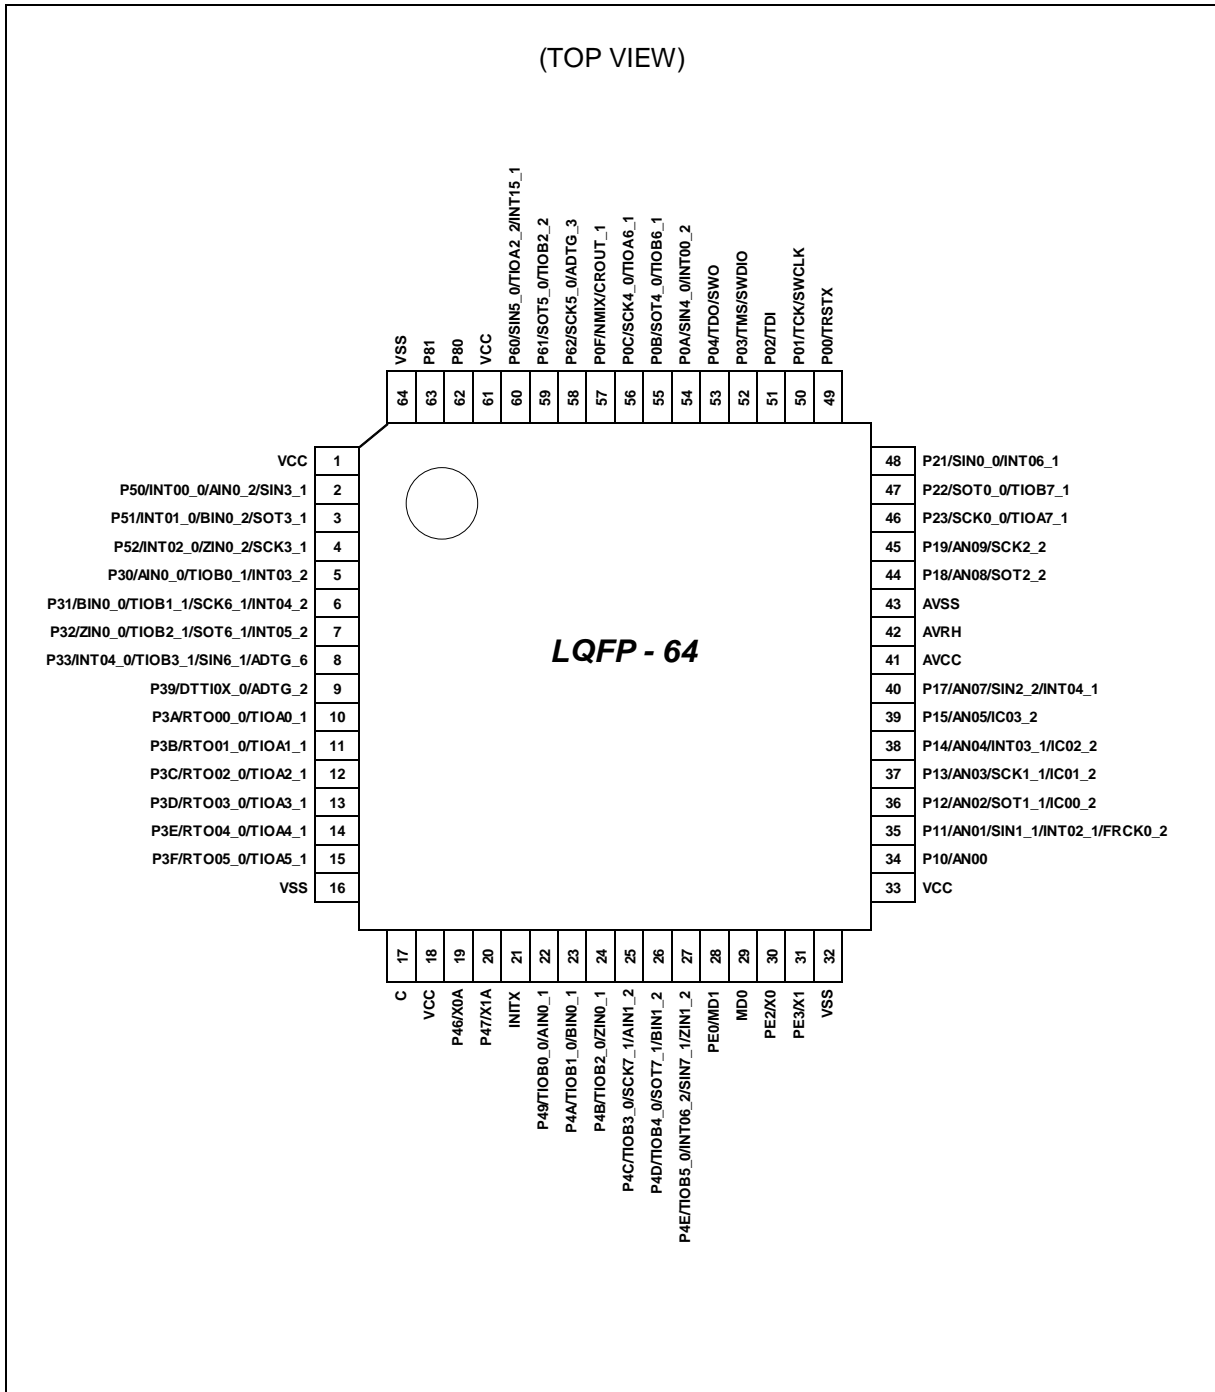 (TOP VIEW)
VSS
P81
P80
VCC
P60/SIN5_0/TIOA2_2/INT15_1
P61/SOT5_0/TIOB2_2
P62/SCK5_0/ADTG_3
P0F/NMIX/CROUT_1
P0C/SCK4_0/TIOA6_1
P0B/SOT4_0/TIOB6_1
P0A/SIN4_0/INT00_2
P04/TDO/SWO
P03/TMS/SWDIO
P02/TDI
P01/TCK/SWCLK
P00/TRSTX
64
63
62
61
60
59
58
57
56
55
54
53
52
51
50
49
VCC 1
P50/INT00_0/AIN0_2/SIN3_1 2
P51/INT01_0/BIN0_2/SOT3_1 3
P52/INT02_0/ZIN0_2/SCK3_1 4
P30/AIN0_0/TIOB0_1/INT03_2 5
P31/BIN0_0/TIOB1_1/SCK6_1/INT04_2 6
P32/ZIN0_0/TIOB2_1/SOT6_1/INT05_2 7
P33/INT04_0/TIOB3_1/SIN6_1/ADTG_6 8
P39/DTTI0X_0/ADTG_2 9
P3A/RTO00_0/TIOA0_1 10
P3B/RTO01_0/TIOA1_1 11
P3C/RTO02_0/TIOA2_1 12
P3D/RTO03_0/TIOA3_1 13
P3E/RTO04_0/TIOA4_1 14
P3F/RTO05_0/TIOA5_1 15
VSS 16
LQFP - 64
48 P21/SIN0_0/INT06_1
47 P22/SOT0_0/TIOB7_1
46 P23/SCK0_0/TIOA7_1
45 P19/AN09/SCK2_2
44 P18/AN08/SOT2_2
43 AVSS
42 AVRH
41 AVCC
40 P17/AN07/SIN2_2/INT04_1
39 P15/AN05/IC03_2
38 P14/AN04/INT03_1/IC02_2
37 P13/AN03/SCK1_1/IC01_2
36 P12/AN02/SOT1_1/IC00_2
35 P11/AN01/SIN1_1/INT02_1/FRCK0_2
34 P10/AN00
33 VCC
17
18
19
20
21
22
23
24
25
26
27
28
29
30
31
32
C
VCC
P46/X0A
P47/X1A
INITX
P49/TIOB0_0/AIN0_1
P4A/TIOB1_0/BIN0_1
P4B/TIOB2_0/ZIN0_1
P4C/TIOB3_0/SCK7_1/AIN1_2
P4D/TIOB4_0/SOT7_1/BIN1_2
P4E/TIOB5_0/INT06_2/SIN7_1/ZIN1_2
PE0/MD1
MD0
PE2/X0
PE3/X1
VSS